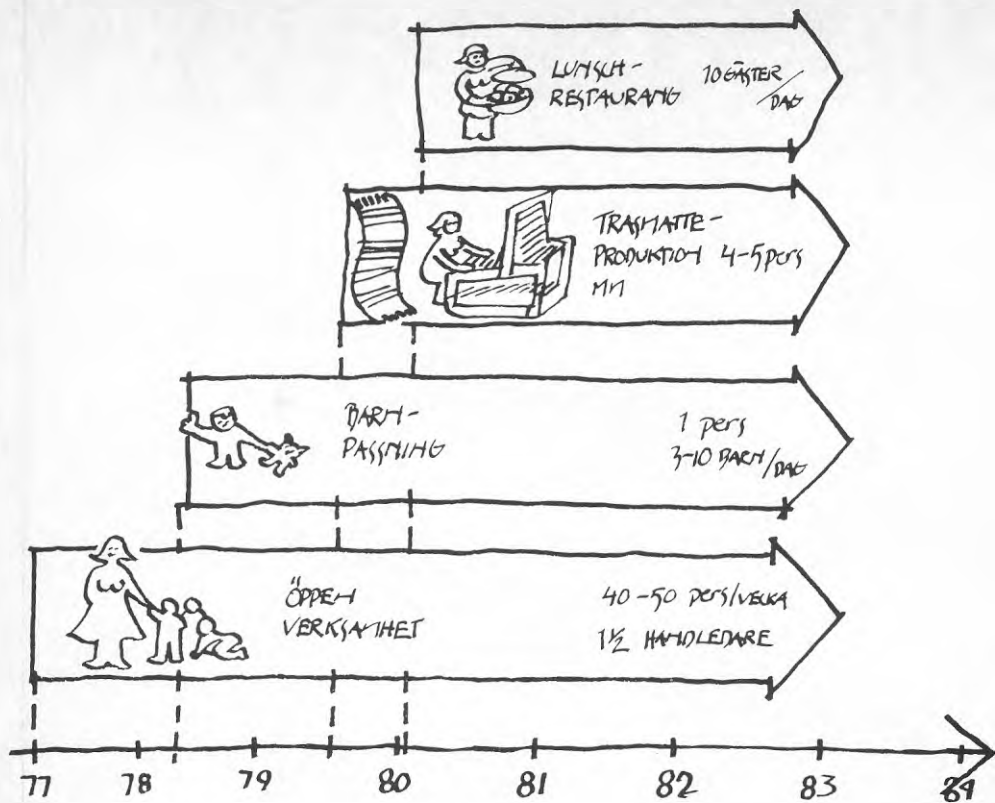 LUNSCH-
RESTAURANG
10 GÄSTER
/DAG
TRASMATTE-
PRODUKTION 4-5 pers
MM
BARN-
PASSNING
1 pers
3-10 BARN/DAG
ÖPPEN
VERKSAMHET
40-50 pers/VECKA
1½ HANDLEDARE
77 78 79 80 81 82 83 84